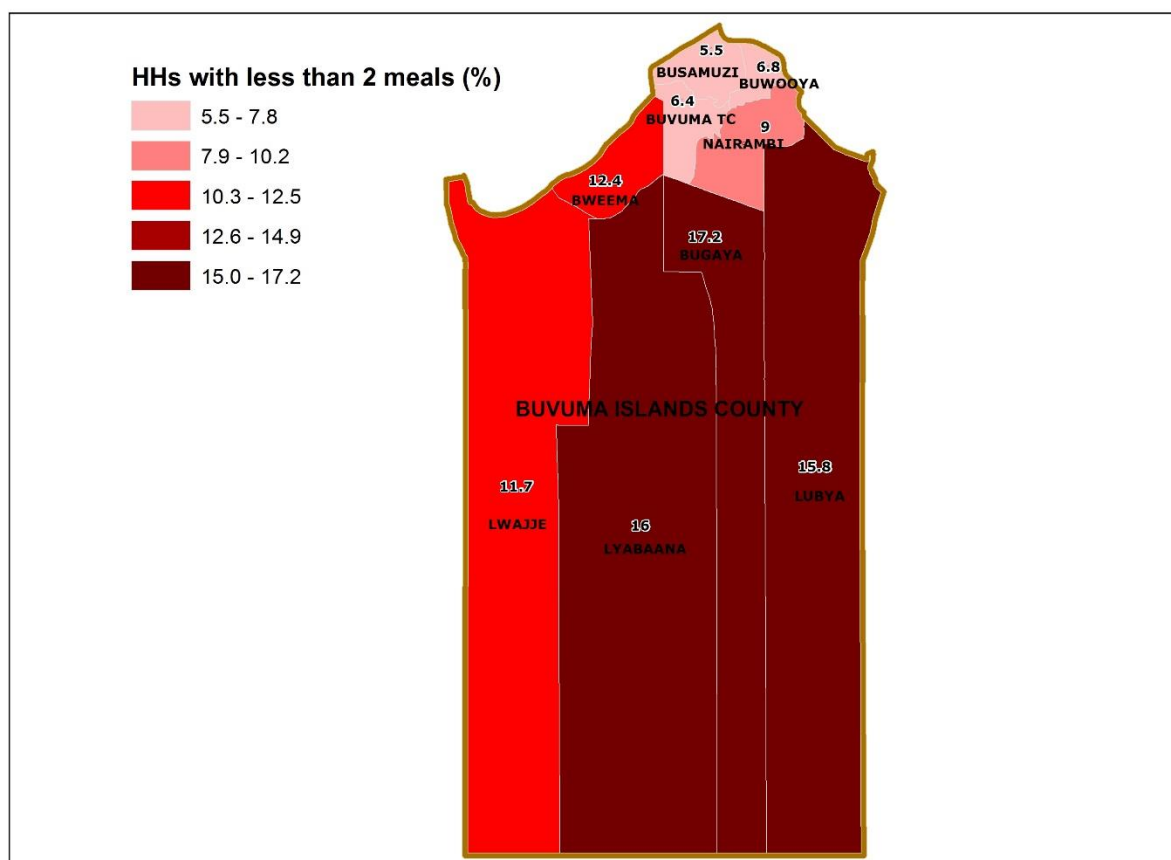 HHs with less than 2 meals (%)
5.5 - 7.8
7.9 - 10.2
10.3 - 12.5
12.6 - 14.9
15.0 - 17.2
5.5
BUSAMUZI
6.8
BUWOOYA
6.4
BUVUMA TC
9
NAIRAMBI
12.4
BWEEMA
17.2
BUGAYA
BUVUMA ISLANDS COUNTY
11.7
LWAJJE
16
LYABAANA
15.8
LUBYA